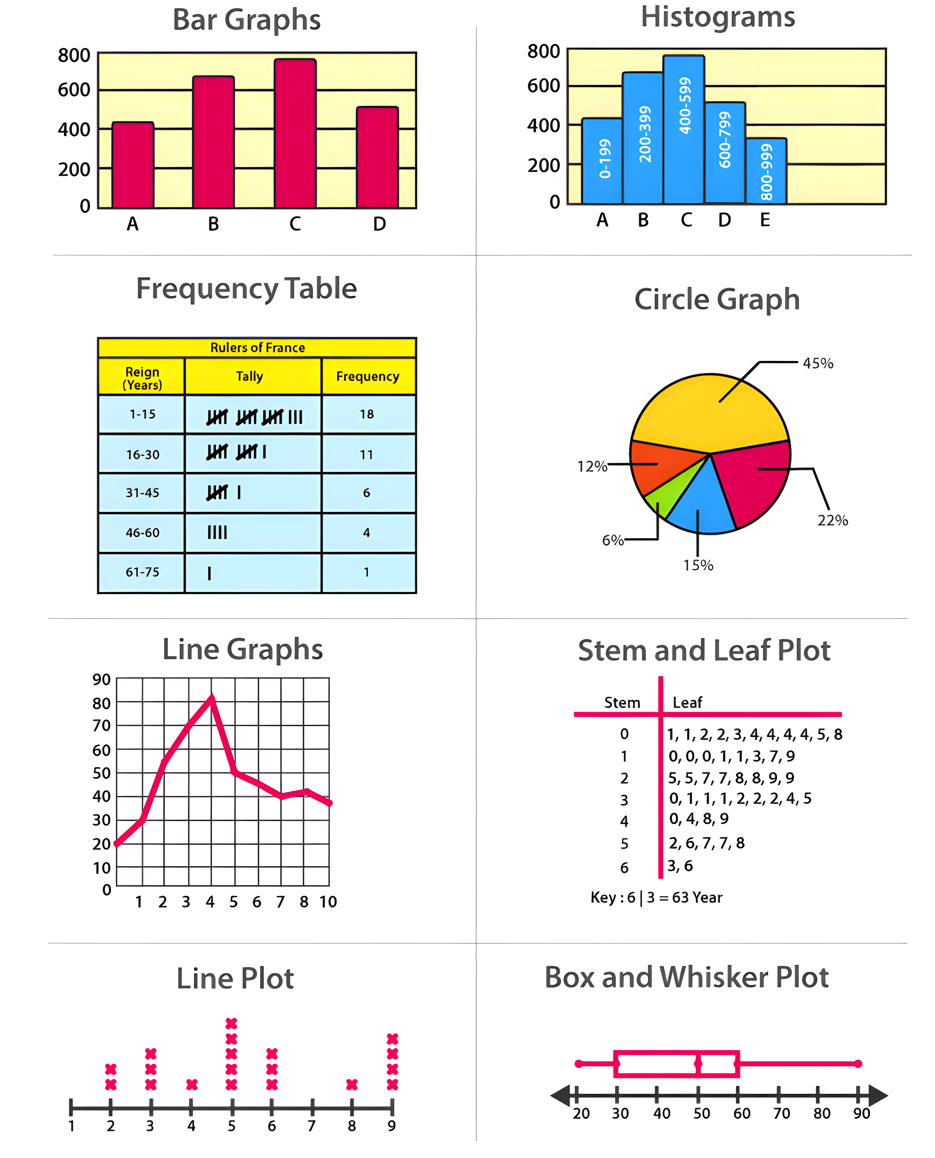 Bar Graphs
800
600
400
200
0
A B C D
Histograms
800
600
400
200
0
0-199
200-399
400-599
600-799
800-999
A B C D E
Frequency Table
Rulers of France
Reign (Years) Tally Frequency
1-15 18
16-30 11
31-45 6
46-60 4
61-75 1
Circle Graph
45%
12%
6%
15%
22%
Line Graphs
90
80
70
60
50
40
30
20
10
0
1 2 3 4 5 6 7 8 10
Stem and Leaf Plot
Stem Leaf
0 1, 1, 2, 2, 3, 4, 4, 4, 4, 5, 8
1 0, 0, 0, 1, 1, 3, 7, 9
2 5, 5, 7, 7, 8, 8, 9, 9
3 0, 1, 1, 1, 2, 2, 2, 4, 5
4 0, 4, 8, 9
5 2, 6, 7, 7, 8
6 3, 6
Key : 6 | 3 = 63 Year
Line Plot
1 2 3 4 5 6 7 8 9
Box and Whisker Plot
20 30 40 50 60 70 80 90